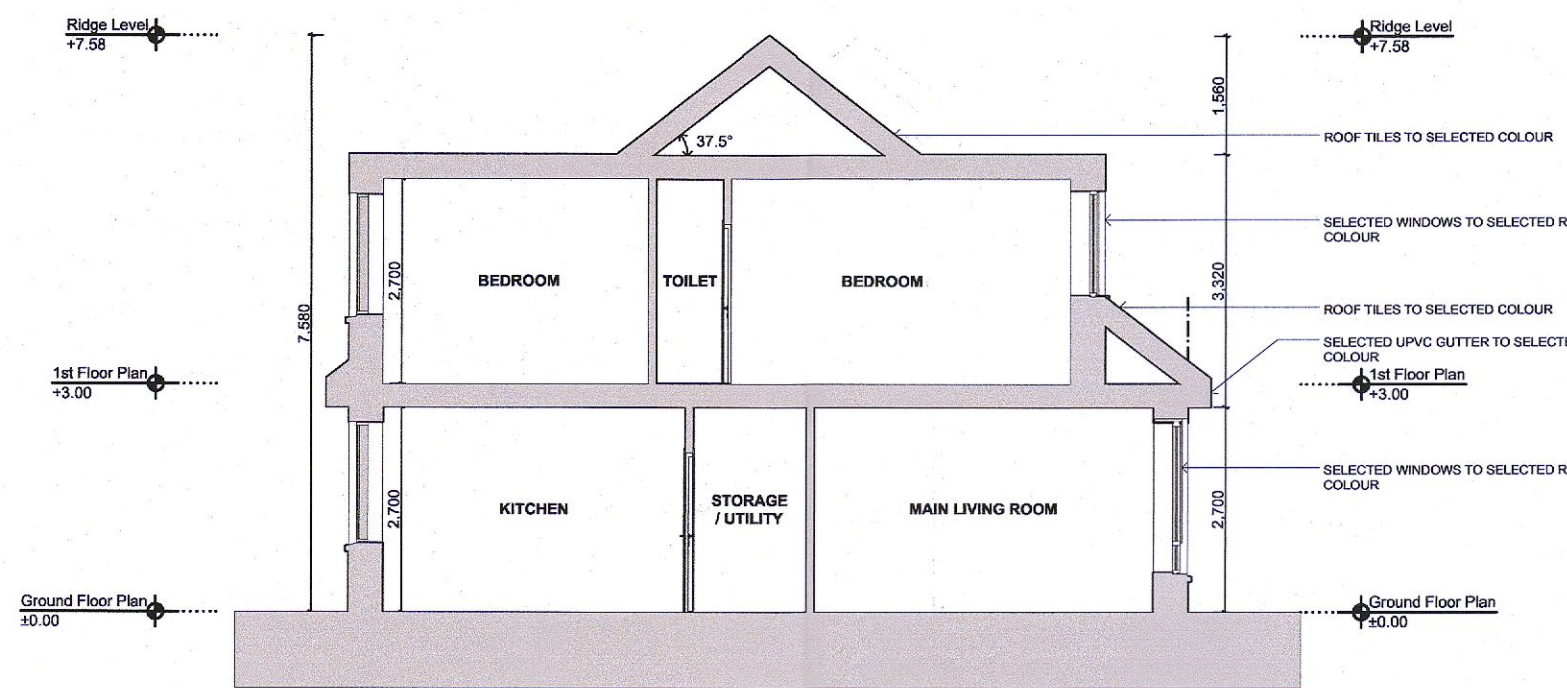 Ridge Level
+7.58
Ridge Level
+7.58
1,560
ROOF TILES TO SELECTED COLOUR
37.5°
SELECTED WINDOWS TO SELECTED R
COLOUR
2,700
BEDROOM
TOILET
BEDROOM
3,320
7,580
ROOF TILES TO SELECTED COLOUR
SELECTED UPVC GUTTER TO SELECTE
COLOUR
1st Floor Plan
+3.00
1st Floor Plan
+3.00
SELECTED WINDOWS TO SELECTED R
COLOUR
2,700
KITCHEN
STORAGE
/ UTILITY
MAIN LIVING ROOM
2,700
Ground Floor Plan
±0.00
Ground Floor Plan
±0.00